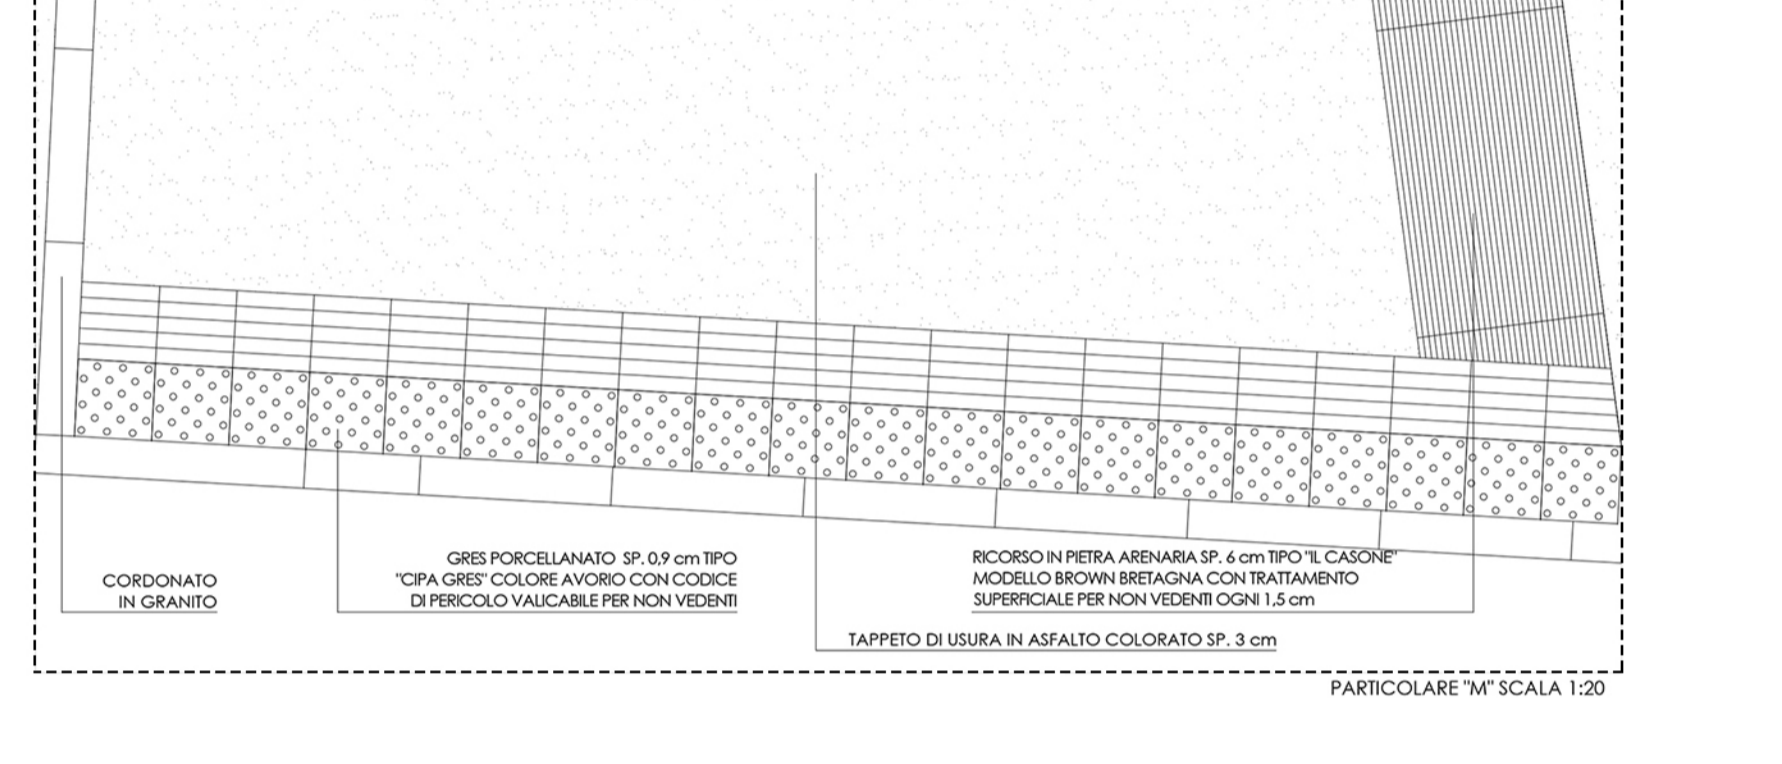 CORDONATO
IN GRANITO
GRES PORCELLANATO SP. 0,9 cm TIPO
"CIPA GRES" COLORE AVORIO CON CODICE
DI PERICOLO VALICABILE PER NON VEDENTI
RICORSO IN PIETRA ARENARIA SP. 6 cm TIPO "IL CASONE"
MODELLO BROWN BRETAGNA CON TRATTAMENTO
SUPERFICIALE PER NON VEDENTI OGNI 1,5 cm
TAPPETO DI USURA IN ASFALTO COLORATO SP. 3 cm
PARTICOLARE "M" SCALA 1:20